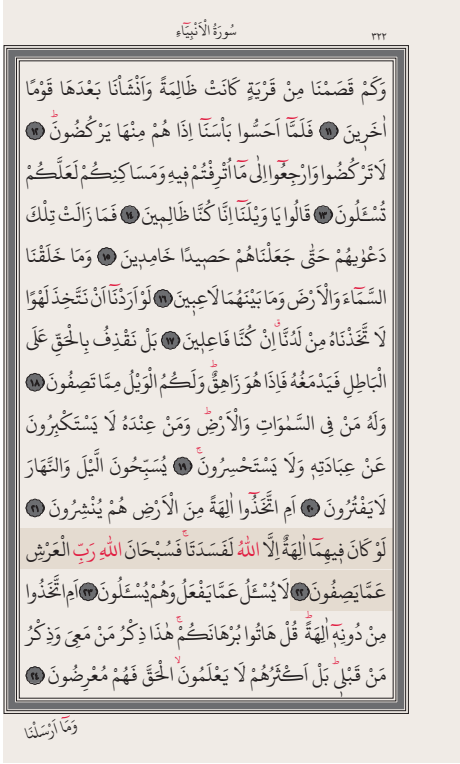 سُورَةُ الْاَنْبِيَٓاءِ
٣٢٢
وَكَمْ قَصَمْنَا مِنْ قَرْيَةٍ كَانَتْ ظَالِمَةً وَاَنْشَأْنَا بَعْدَهَا قَوْمًا
اٰخَر۪ينَ ١١ فَلَمَّٓا اَحَسُّوا بَأْسَنَٓا اِذَا هُمْ مِنْهَا يَرْكُضُونَۜ ١٢
لَا تَرْكُضُوا وَارْجِعُٓوا اِلٰى مَٓا اُتْرِفْتُمْ ف۪يهِ وَمَسَاكِنِكُمْ لَعَلَّكُمْ
تُسْـَٔلُونَ ١٣ قَالُوا يَا وَيْلَنَٓا اِنَّا كُنَّا ظَالِم۪ينَ ١٤ فَمَا زَالَتْ تِلْكَ
دَعْوٰيهُمْ حَتّٰى جَعَلْنَاهُمْ حَص۪يدًا خَامِد۪ينَ ١٥ وَمَا خَلَقْنَا
السَّمَٓاءَ وَالْاَرْضَ وَمَا بَيْنَهُمَا لَاعِب۪ينَ ١٦ لَوْ اَرَدْنَٓا اَنْ نَتَّخِذَ لَهْوًا
لَا تَّخَذْنَاهُ مِنْ لَدُنَّاۗ اِنْ كُنَّا فَاعِل۪ينَ ١٧ بَلْ نَقْذِفُ بِالْحَقِّ عَلَى
الْبَاطِلِ فَيَدْمَغُهُ فَاِذَا هُوَ زَاهِقٌۜ وَلَكُمُ الْوَيْلُ مِمَّا تَصِفُونَ ١٨
وَلَهُ مَنْ فِي السَّمٰوَاتِ وَالْاَرْضِۜ وَمَنْ عِنْدَهُ لَا يَسْتَكْبِرُونَ
عَنْ عِبَادَتِه۪ وَلَا يَسْتَحْسِرُونَۚ ١٩ يُسَبِّحُونَ الَّيْلَ وَالنَّهَارَ
لَا يَفْتُرُونَ ٢٠ اَمِ اتَّخَذُٓوا اٰلِهَةً مِنَ الْاَرْضِ هُمْ يُنْشِرُونَ ٢١
لَوْ كَانَ ف۪يهِمَٓا اٰلِهَةٌ اِلَّا اللّٰهُ لَفَسَدَتَاۚ فَسُبْحَانَ اللّٰهِ رَبِّ الْعَرْشِ
عَمَّا يَصِفُونَ ٢٢ لَا يُسْـَٔلُ عَمَّا يَفْعَلُ وَهُمْ يُسْـَٔلُونَ ٢٣ اَمِ اتَّخَذُوا
مِنْ دُونِه۪ٓ اٰلِهَةًۜ قُلْ هَاتُوا بُرْهَانَكُمْۚ هٰذَا ذِكْرُ مَنْ مَعِيَ وَذِكْرُ
مَنْ قَبْل۪يۜ بَلْ اَكْثَرُهُمْ لَا يَعْلَمُونَۙ الْحَقَّ فَهُمْ مُعْرِضُونَ ٢٤
وَمَٓا اَرْسَلْنَا